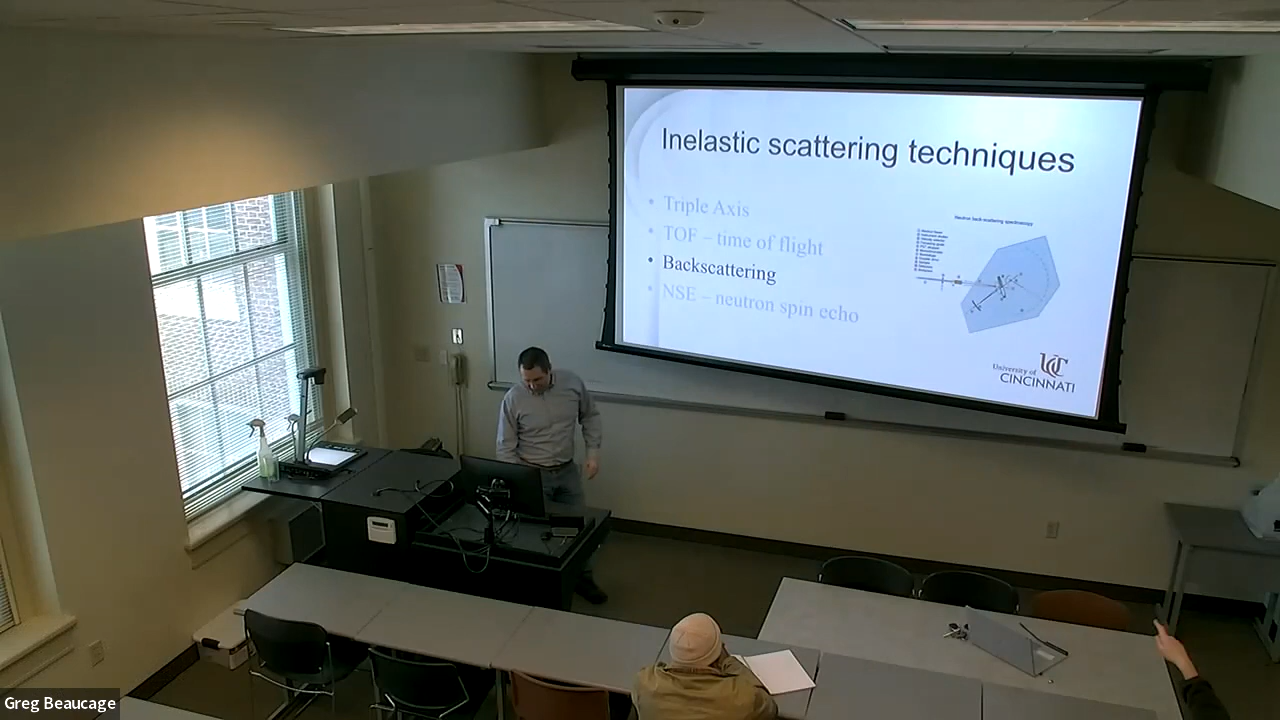 Inelastic scattering techniques
• Triple Axis
• TOF – time of flight
• Backscattering
• NSE – neutron spin echo
Neutron back-scattering spectroscopy
University of
CINCINNATI
Greg Beaucage